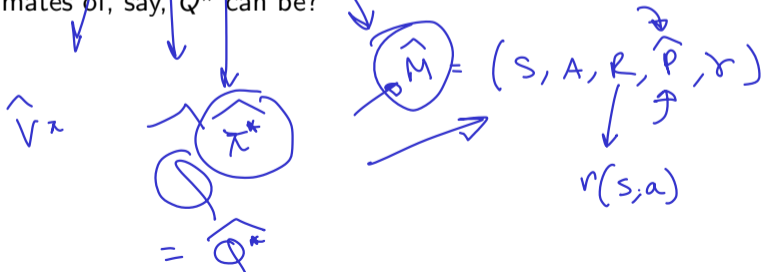 mates of, say, Q* can be?
M̂ = (S, A, R, P̂, γ)
V̂^π
π̂*
r(s,a)
= Q̂*